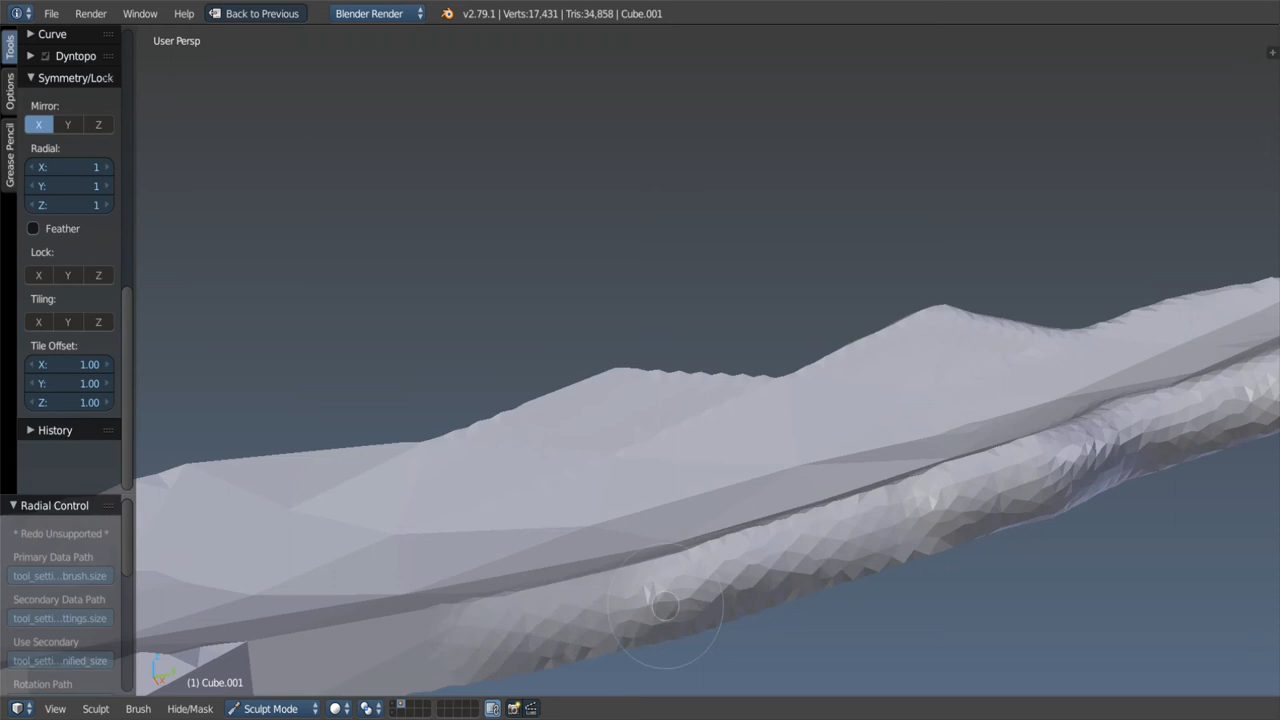 File Render Window Help Back to Previous Blender Render v2.79.1 | Verts:17,431 | Tris:34,858 | Cube.001
Tools
Options
Grease Pencil
Curve
Dyntopo
Symmetry/Lock
Mirror:
X Y Z
Radial:
X: 1
Y: 1
Z: 1
Feather
Lock:
X Y Z
Tiling:
X Y Z
Tile Offset:
X: 1.00
Y: 1.00
Z: 1.00
History
Radial Control
* Redo Unsupported *
Primary Data Path
tool_setti...brush.size
Secondary Data Path
tool_setti...ttings.size
Use Secondary
tool_setti...nified_size
Rotation Path
User Persp
(1) Cube.001
View Sculpt Brush Hide/Mask Sculpt Mode